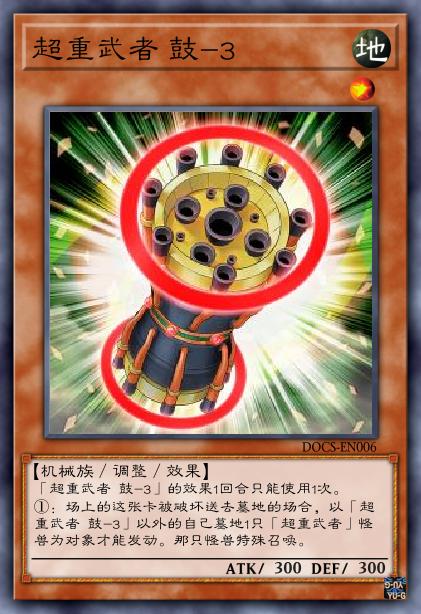 超重武者 鼓-3
地
DOCS-EN006
【机械族 / 调整 / 效果】
「超重武者 鼓-3」的效果1回合只能使用1次。
①：场上的这张卡被破坏送去墓地的场合，以「超
重武者 鼓-3」以外的自己墓地1只「超重武者」怪
兽为对象才能发动。那只怪兽特殊召唤。
ATK/ 300 DEF/ 300